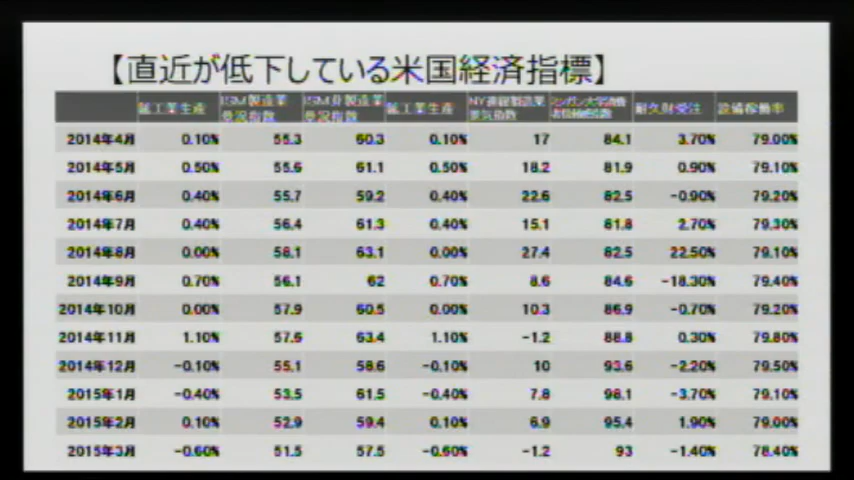 【直近が低下している米国経済指標】
鉱工業生産 ISM製造業景況指数 ISM非製造業景況指数 鉱工業生産 NY連銀製造業景気指数 ミシガン大学消費者信頼感指数 耐久財受注 設備稼働率
2014年4月 0.10% 55.3 60.3 0.10% 17 84.1 3.70% 79.00%
2014年5月 0.50% 55.6 61.1 0.50% 18.2 81.9 0.90% 79.10%
2014年6月 0.40% 55.7 59.2 0.40% 22.6 82.5 -0.90% 79.20%
2014年7月 0.40% 56.4 61.3 0.40% 15.1 81.8 2.70% 79.30%
2014年8月 0.00% 58.1 63.1 0.00% 27.4 82.5 22.50% 79.10%
2014年9月 0.70% 56.1 62 0.70% 8.6 84.6 -18.30% 79.40%
2014年10月 0.00% 57.9 60.5 0.00% 10.3 86.9 -0.70% 79.20%
2014年11月 1.10% 57.6 63.4 1.10% -1.2 88.8 0.30% 79.80%
2014年12月 -0.10% 55.1 58.6 -0.10% 10 93.6 -2.20% 79.50%
2015年1月 -0.40% 53.5 61.5 -0.40% 7.8 98.1 -3.70% 79.10%
2015年2月 0.10% 52.9 59.4 0.10% 6.9 95.4 1.90% 79.00%
2015年3月 -0.60% 51.5 57.5 -0.60% -1.2 93 -1.40% 78.40%